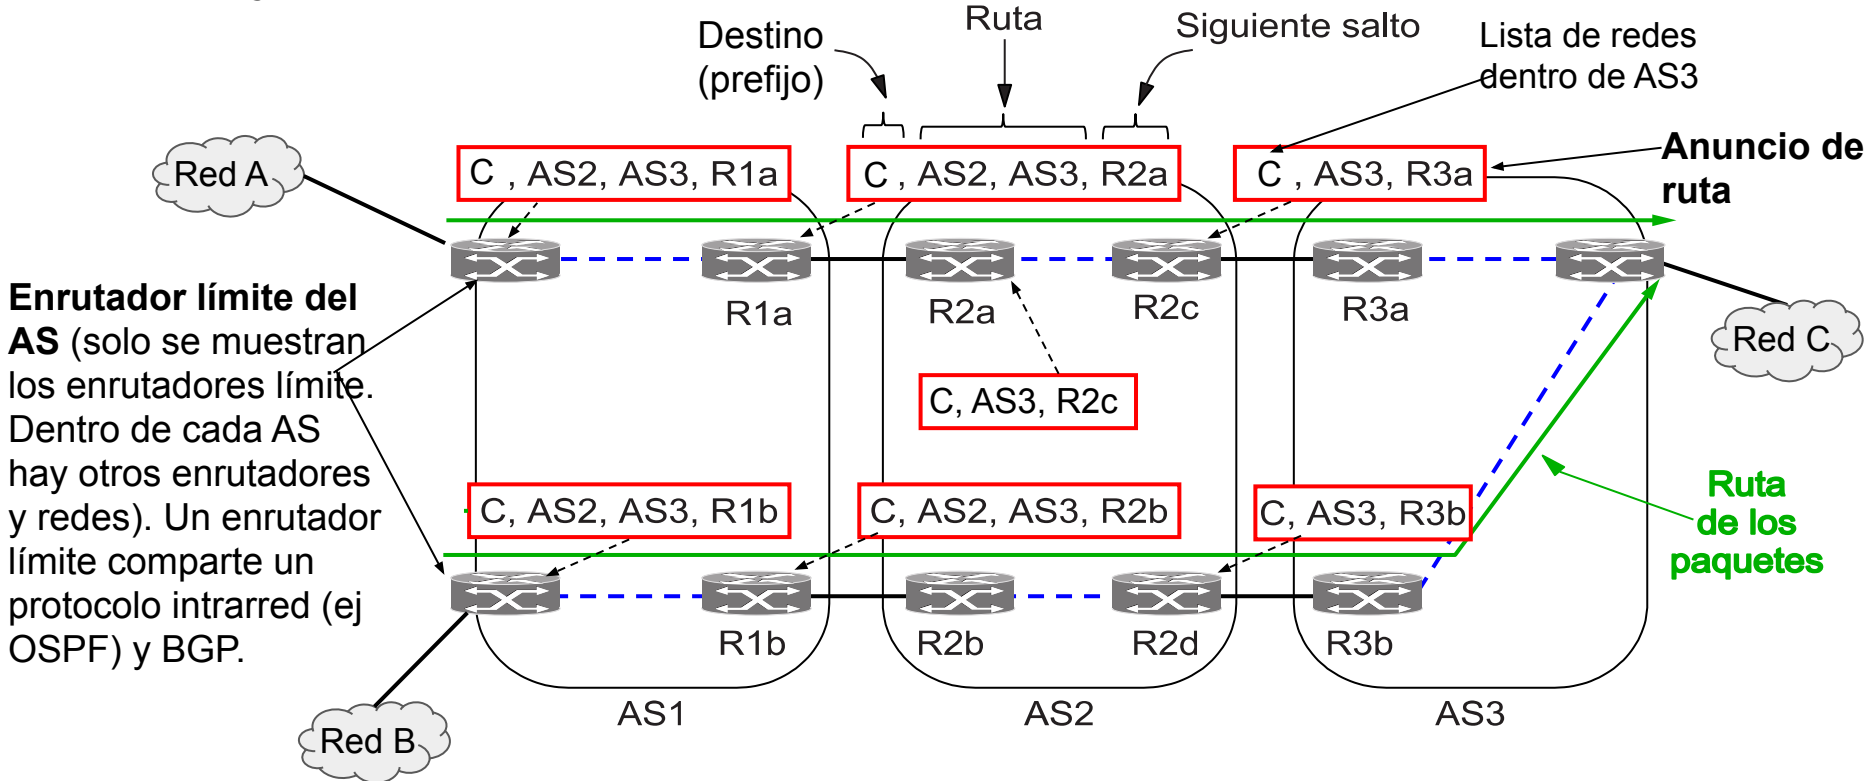 Destino
(prefijo)
Ruta
Siguiente salto
Lista de redes
dentro de AS3
Anuncio de
ruta
Red A
C , AS2, AS3, R1a
C , AS2, AS3, R2a
C , AS3, R3a
R1a
R2a
R2c
R3a
Red C
Enrutador límite del
AS (solo se muestran
los enrutadores límite.
Dentro de cada AS
hay otros enrutadores
y redes). Un enrutador
límite comparte un
protocolo intrarred (ej
OSPF) y BGP.
C, AS3, R2c
C, AS2, AS3, R1b
C, AS2, AS3, R2b
C, AS3, R3b
Ruta
de los
paquetes
R1b
R2b
R2d
R3b
AS1
AS2
AS3
Red B